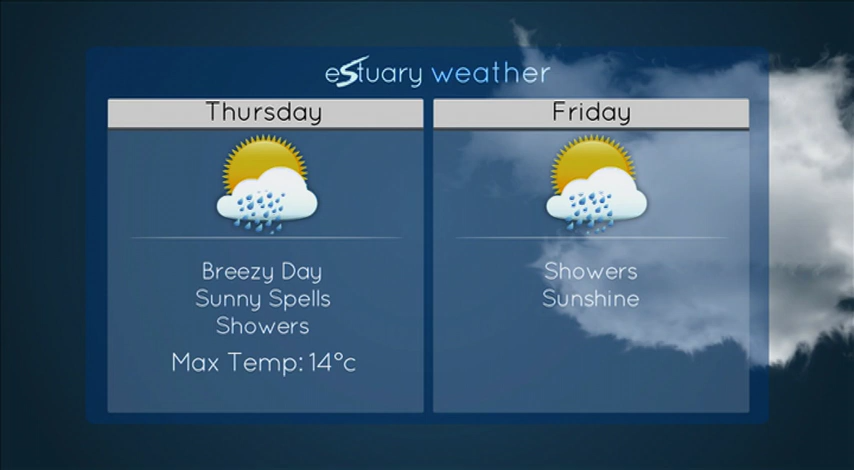 eStuary weather
Thursday
Breezy Day
Sunny Spells
Showers
Max Temp: 14°c
Friday
Showers
Sunshine